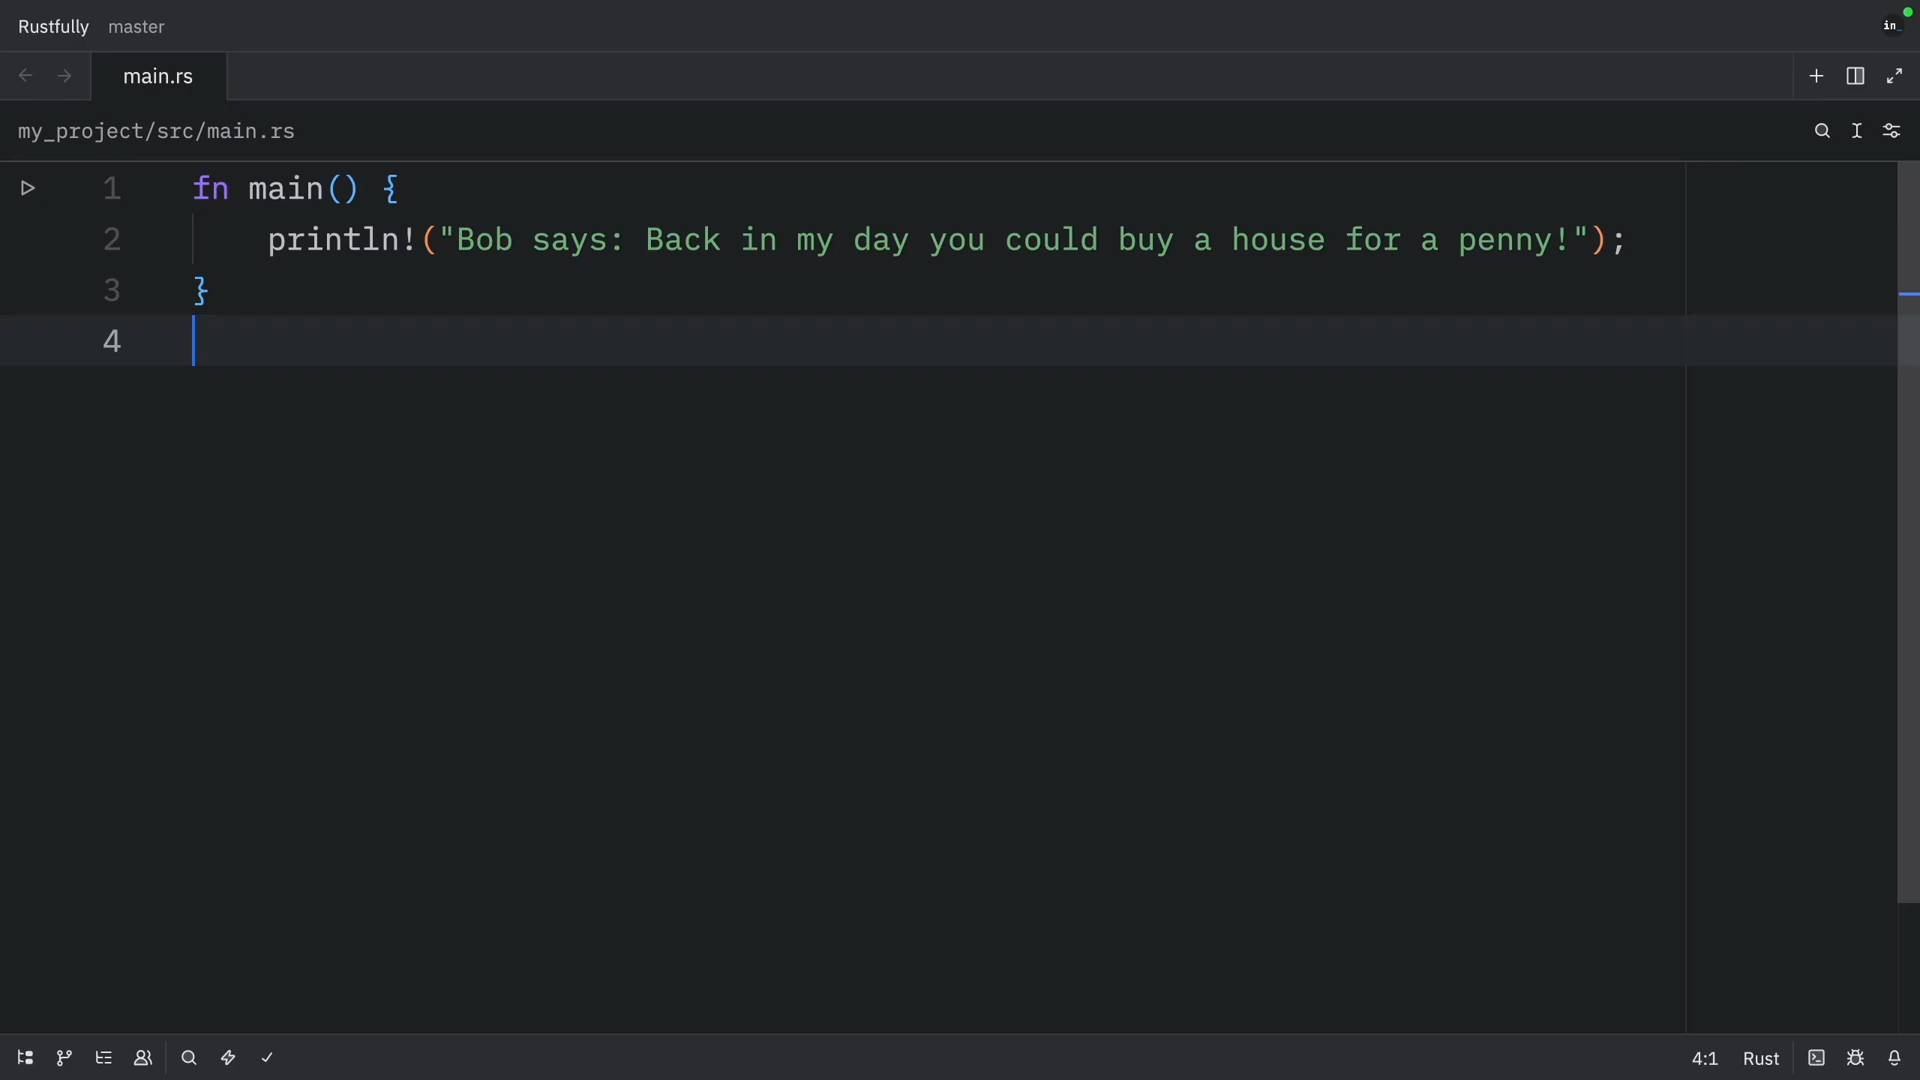 Rustfully master
in_
main.rs
my_project/src/main.rs
1 fn main() {
2 println!("Bob says: Back in my day you could buy a house for a penny!");
3 }
4
4:1 Rust